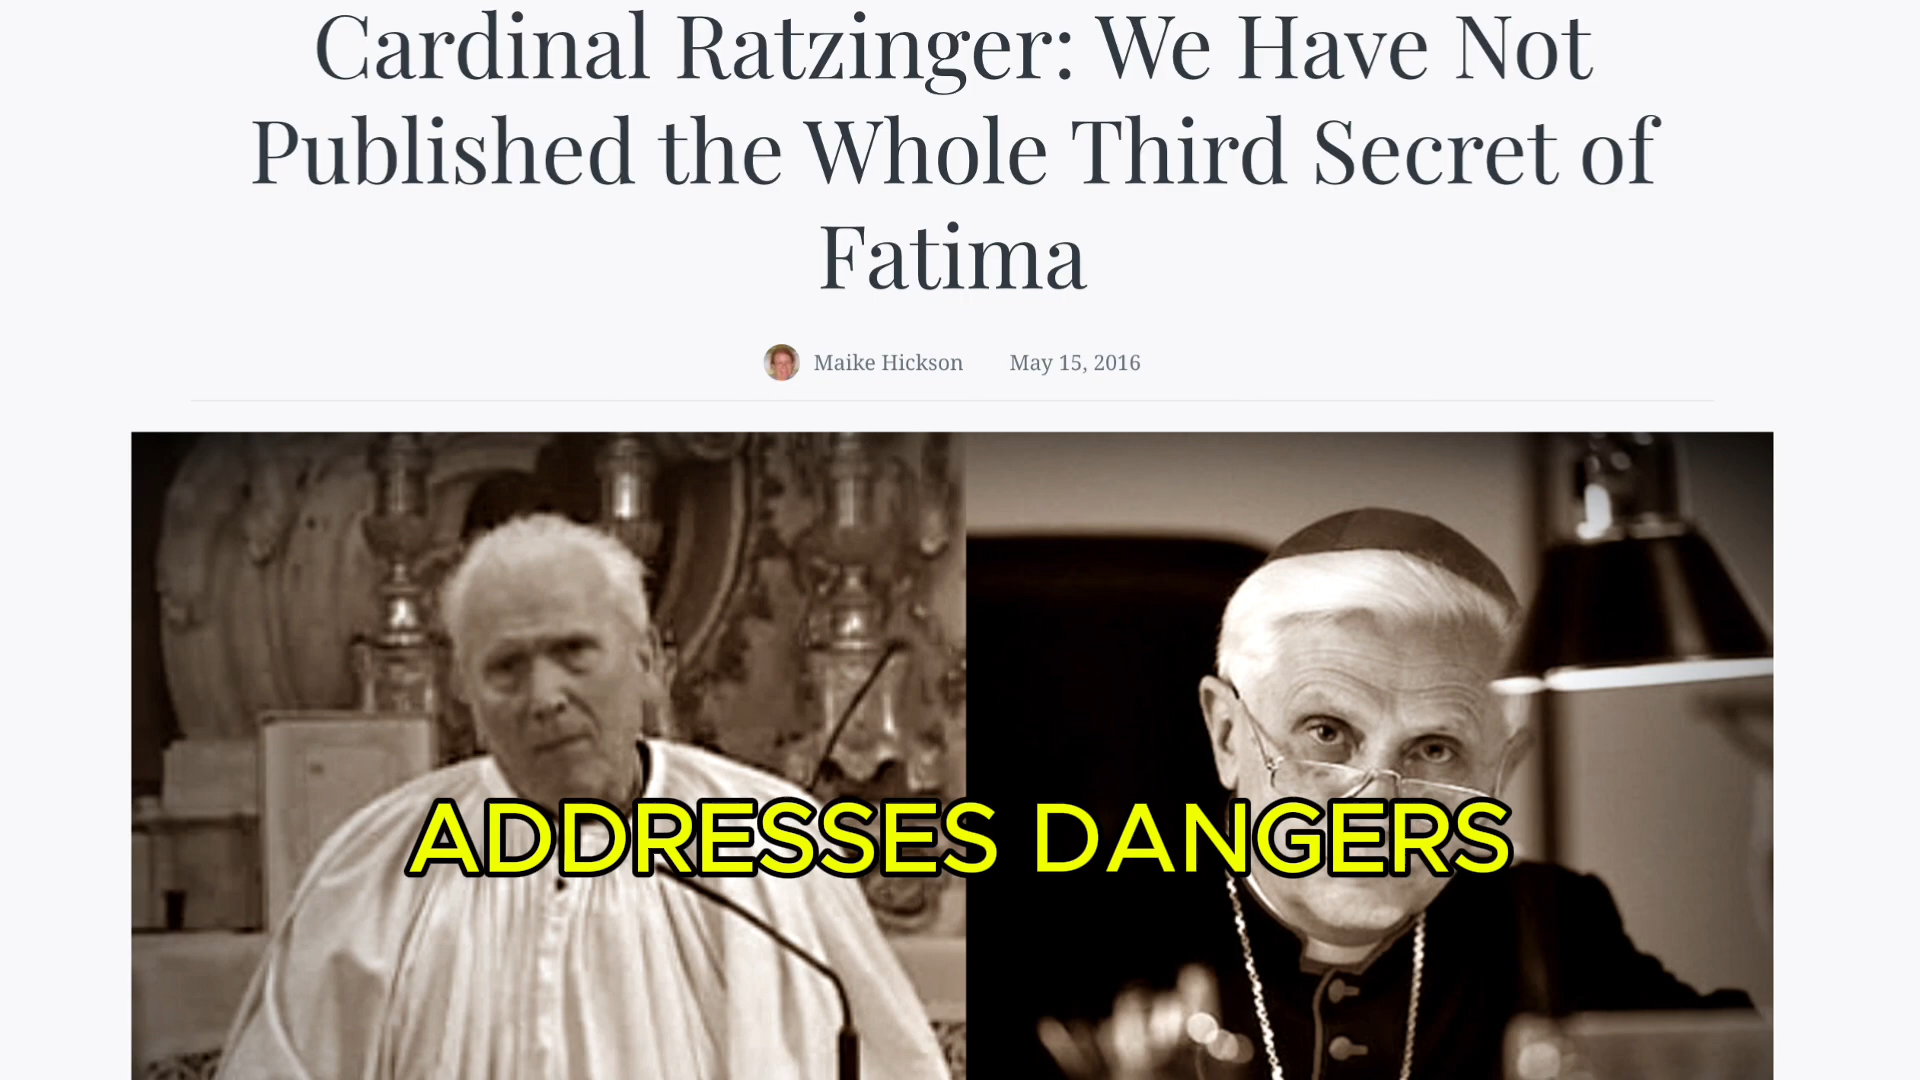 Cardinal Ratzinger: We Have Not
Published the Whole Third Secret of
Fatima
Maike Hickson May 15, 2016
ADDRESSES DANGERS